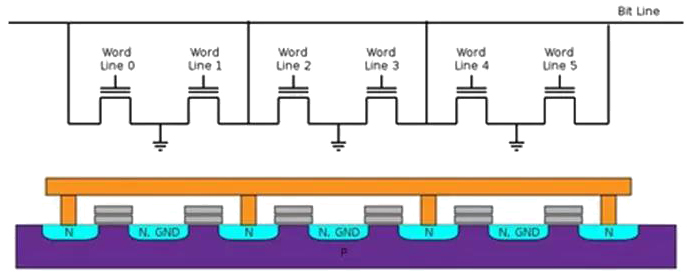 Bit Line
Word Line 0
Word Line 1
Word Line 2
Word Line 3
Word Line 4
Word Line 5
N
N, GND
N
N, GND
N
N, GND
N
P